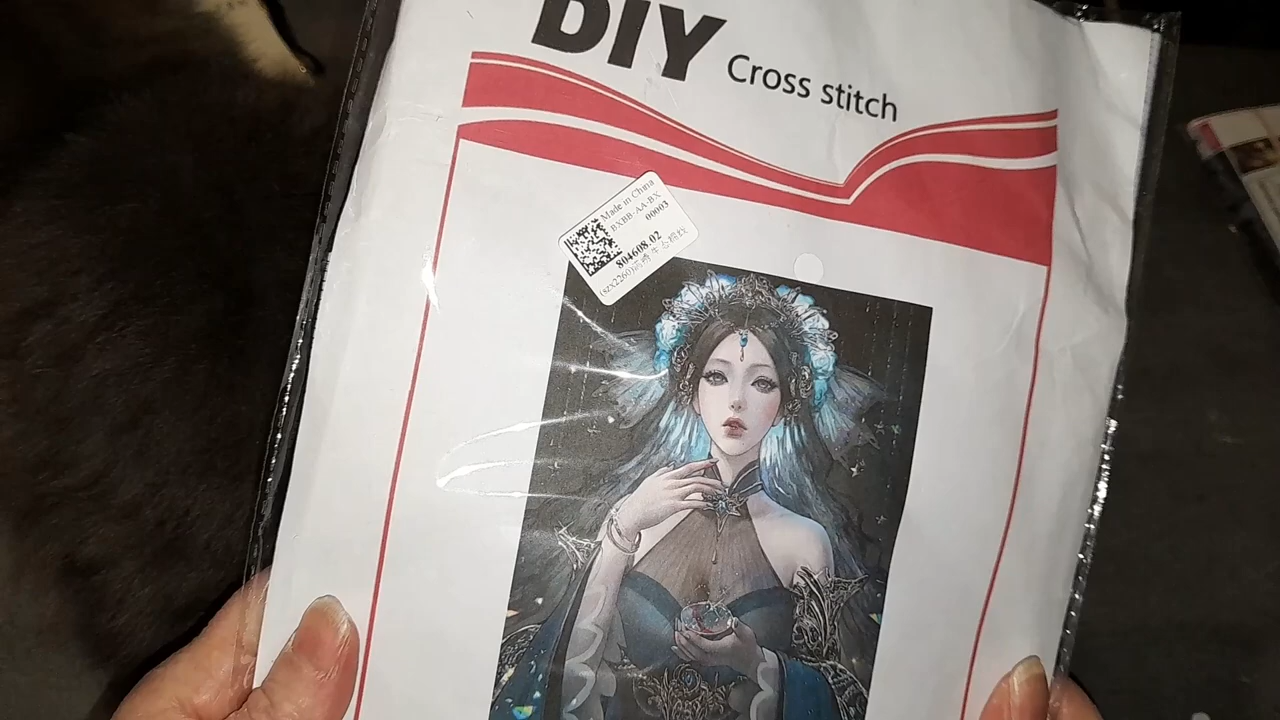 DIY Cross stitch
Made in China
BXBB-AA-BX
00003
804608.02